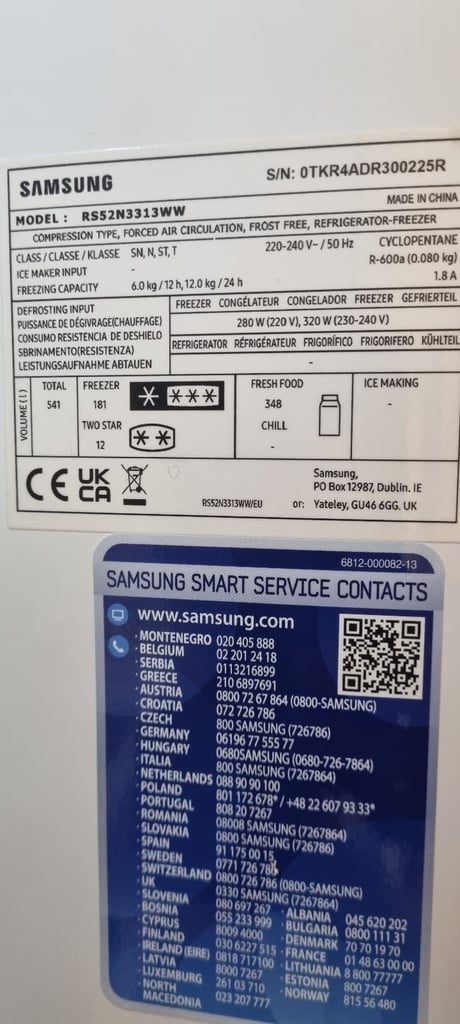 SAMSUNG
S/N: 0TKR4ADR300225R
MODEL : RS52N3313WW
MADE IN CHINA
COMPRESSION TYPE, FORCED AIR CIRCULATION, FROST FREE, REFRIGERATOR-FREEZER
CLASS / CLASSE / KLASSE SN, N, ST, T 220-240 V~ / 50 Hz CYCLOPENTANE
ICE MAKER INPUT - R-600a (0.080 kg)
FREEZING CAPACITY 6.0 kg / 12 h, 12.0 kg / 24 h 1.8 A
DEFROSTING INPUT
PUISSANCE DE DÉGIVRAGE(CHAUFFAGE)
CONSUMO RESISTENCIA DE DESHIELO
SBRINAMENTO(RESISTENZA)
LEISTUNGSAUFNAHME ABTAUEN
FREEZER CONGÉLATEUR CONGELADOR FREEZER GEFRIERTEIL
280 W (220 V), 320 W (230-240 V)
REFRIGERATOR RÉFRIGÉRATEUR FRIGORÍFICO FRIGORIFERO KÜHLTEIL
-
VOLUME ( l )
TOTAL
541
FREEZER
181
TWO STAR
12
FRESH FOOD
348
CHILL
-
ICE MAKING
-
CE UK CA
RS52N3313WW/EU
Samsung,
PO Box 12987, Dublin. IE
or: Yateley, GU46 6GG. UK
6812-000082-13
SAMSUNG SMART SERVICE CONTACTS
www.samsung.com
· MONTENEGRO 020 405 888
· BELGIUM 02 201 24 18
· SERBIA 0113216899
· GREECE 210 6897691
· AUSTRIA 0800 72 67 864 (0800-SAMSUNG)
· CROATIA 072 726 786
· CZECH 800 SAMSUNG (726786)
· GERMANY 06196 77 555 77
· HUNGARY 0680SAMSUNG (0680-726-7864)
· ITALIA 800 SAMSUNG (7267864)
· NETHERLANDS 088 90 90 100
· POLAND 801 172 678* / +48 22 607 93 33*
· PORTUGAL 808 20 7267
· ROMANIA 08008 SAMSUNG (7267864)
· SLOVAKIA 0800 SAMSUNG (726786)
· SPAIN 91 175 00 15
· SWEDEN 0771 726 786
· SWITZERLAND 0800 726 786 (0800-SAMSUNG)
· UK 0330 SAMSUNG (7267864)
· SLOVENIA 080 697 267
· BOSNIA 055 233 999
· CYPRUS 8009 4000
· FINLAND 030 6227 515
· IRELAND (EIRE) 0818 717100
· LATVIA 8000 7267
· LUXEMBURG 261 03 710
· NORTH MACEDONIA 023 207 777
· ALBANIA 045 620 202
· BULGARIA 0800 111 31
· DENMARK 70 70 19 70
· FRANCE 01 48 63 00 00
· LITHUANIA 8 800 77777
· ESTONIA 800 7267
· NORWAY 815 56 480